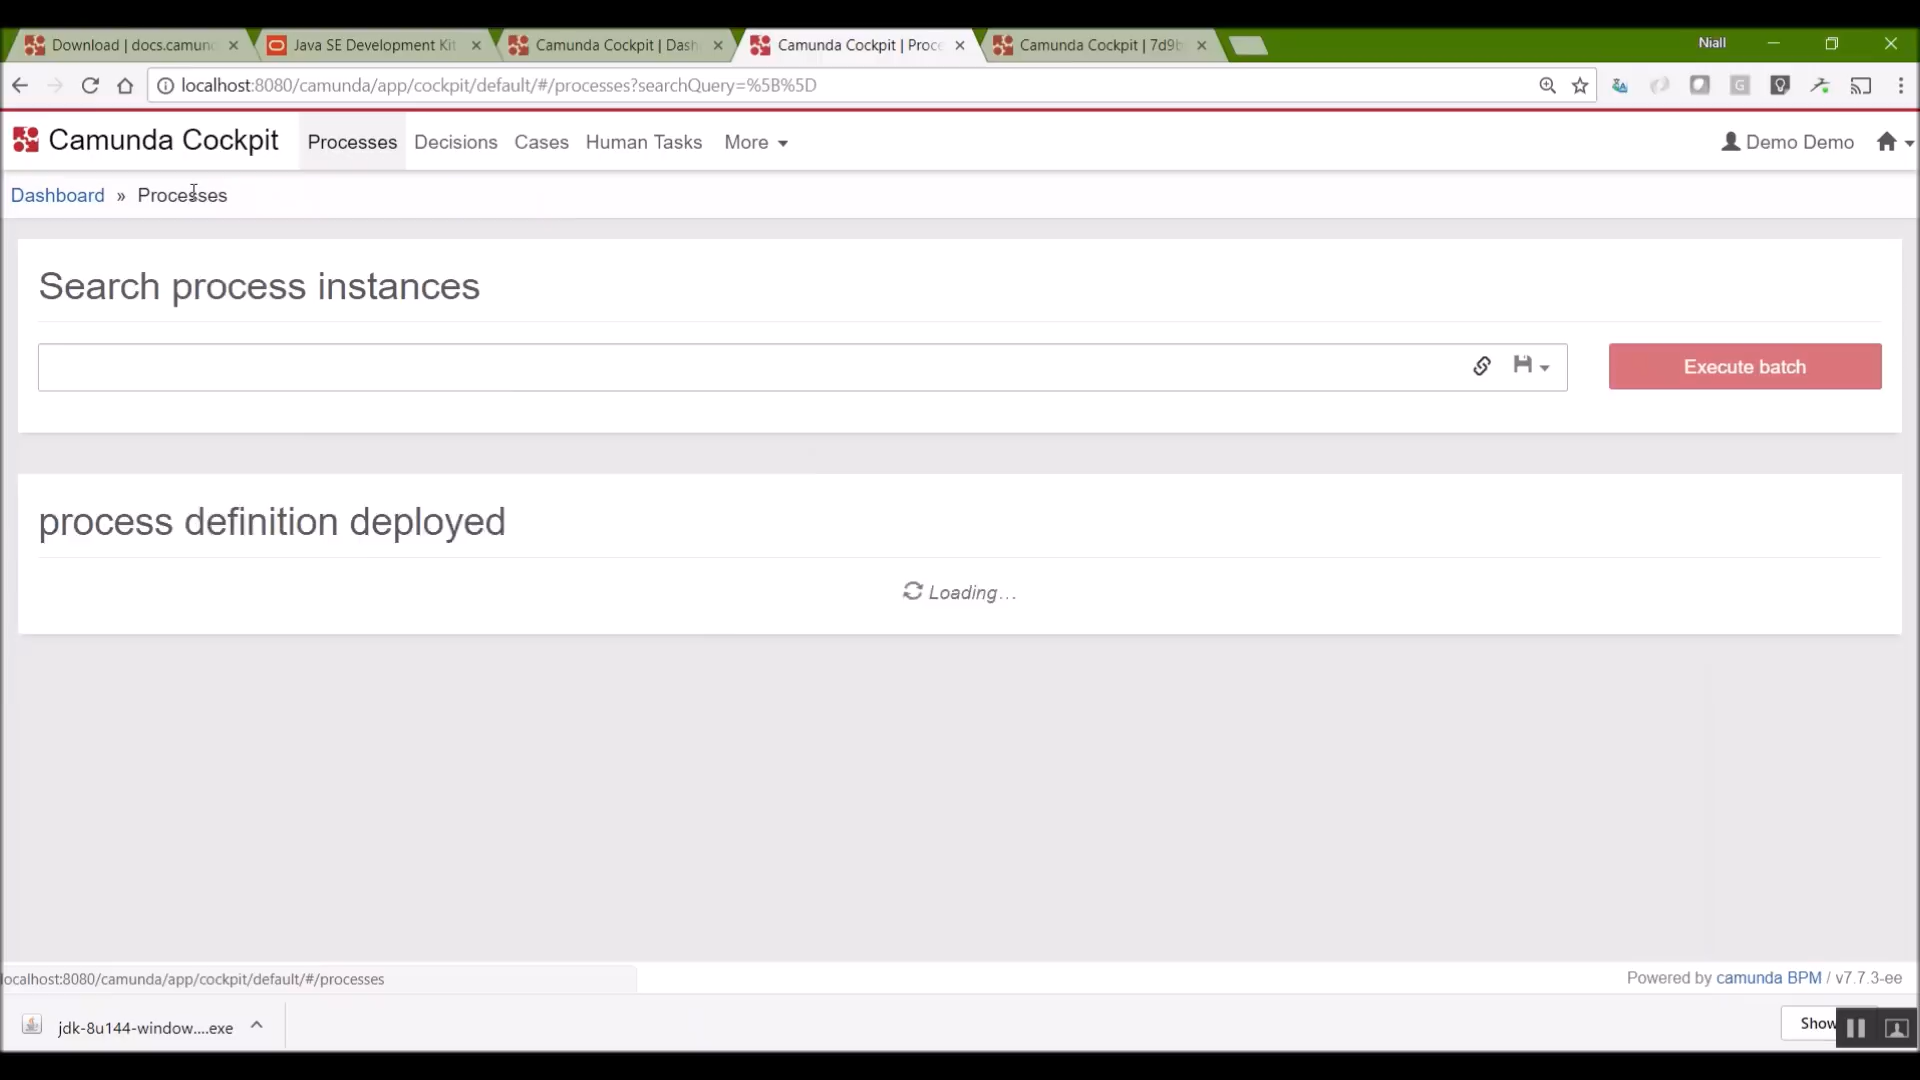 Download | docs.camun
Java SE Development Kit
Camunda Cockpit | Dash
Camunda Cockpit | Proce
Camunda Cockpit | 7d9b
Niall
localhost:8080/camunda/app/cockpit/default/#/processes?searchQuery=%5B%5D
Camunda Cockpit
Processes
Decisions
Cases
Human Tasks
More
Demo Demo
Dashboard » Processes
Search process instances
Execute batch
process definition deployed
Loading…
localhost:8080/camunda/app/cockpit/default/#/processes
Powered by camunda BPM / v7.7.3-ee
jdk-8u144-window....exe
Show